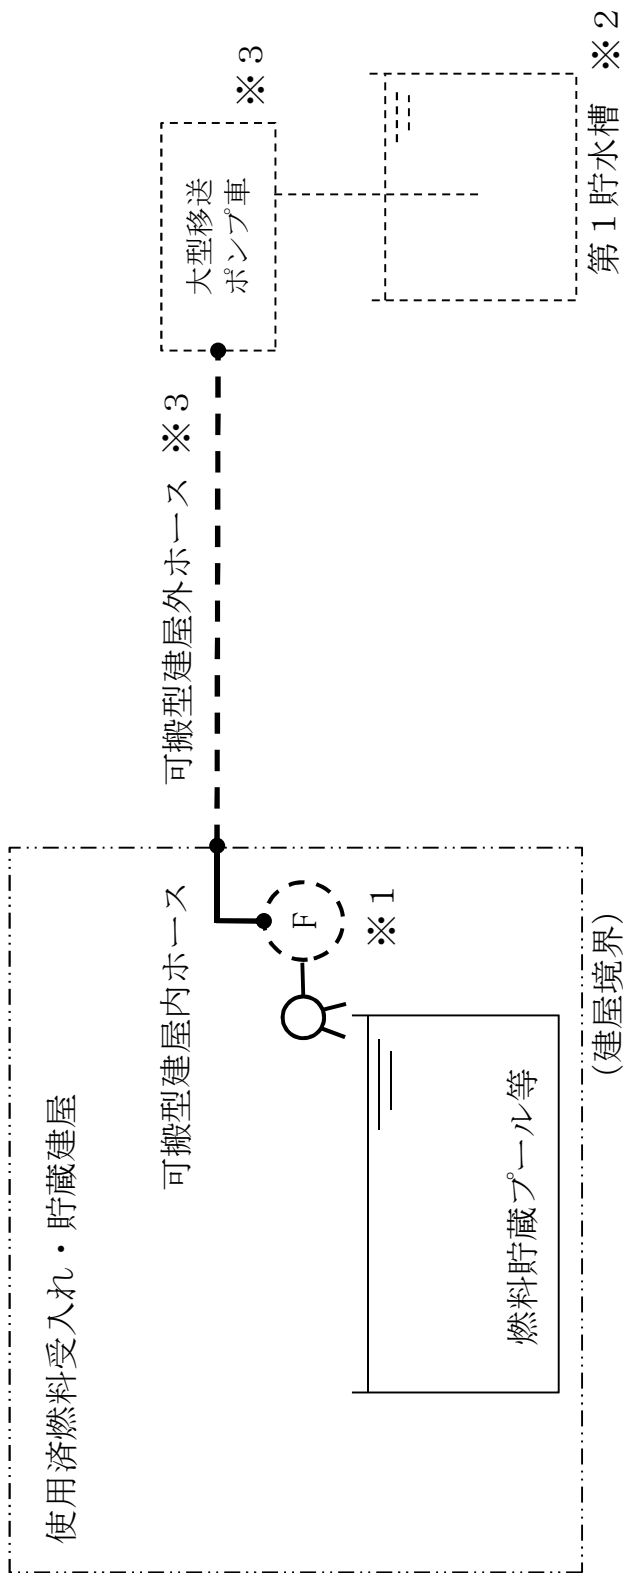 使用済燃料受入れ・貯蔵建屋
可搬型建屋内ホース
可搬型建屋外ホース ※3
大型移送
ポンプ車
※3
F
※1
燃料貯蔵プール等
(建屋境界)
第1貯水槽 ※2